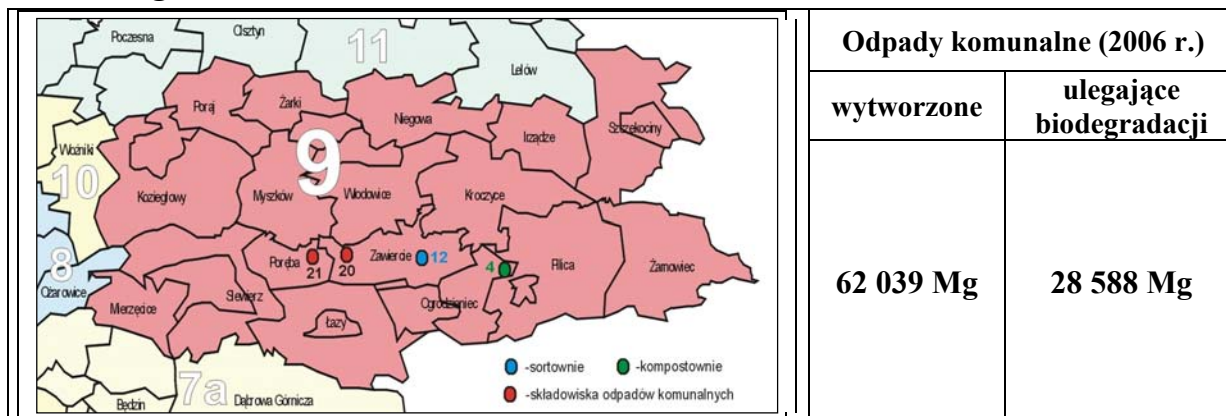 Poczesna
Olsztyn
11
Lelów
Poraj
Żarki
Niegowa
Irządze
Szczekociny
Woźniki
10
9
Koziegłowy
Myszków
Włodowice
Kroczyce
8
Ożarowice
Poręba
21
20
Zawiercie
12
4
Pilica
Żarnowiec
Mierzęcice
Siewierz
Łazy
Ogrodzieniec
7a
Będzin
Dąbrowa Górnicza
-sortownie
-kompostownie
-składowiska odpadów komunalnych
Odpady komunalne (2006 r.)
wytworzone
ulegające
biodegradacji
62 039 Mg
28 588 Mg